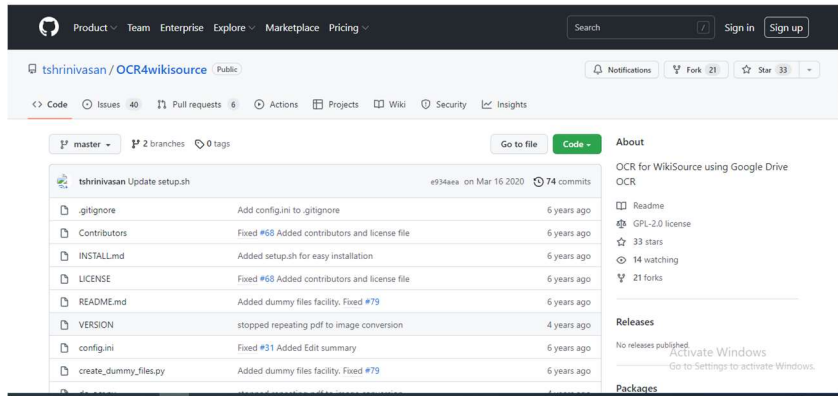 Product Team Enterprise Explore Marketplace Pricing Search / Sign in Sign up
tshrinivasan / OCR4wikisource Public Notifications Fork 21 Star 33
Code Issues 40 Pull requests 6 Actions Projects Wiki Security Insights
master 2 branches 0 tags Go to file Code
tshrinivasan Update setup.sh e934aea on Mar 16 2020 74 commits
.gitignore Add config.ini to .gitignore 6 years ago
Contributors Fixed #68 Added contributors and license file 6 years ago
INSTALL.md Added setup.sh for easy installation 6 years ago
LICENSE Fixed #68 Added contributors and license file 6 years ago
README.md Added dummy files facility. Fixed #79 6 years ago
VERSION stopped repeating pdf to image conversion 4 years ago
config.ini Fixed #31 Added Edit summary 6 years ago
create_dummy_files.py Added dummy files facility. Fixed #79 6 years ago
About
OCR for WikiSource using Google Drive
OCR
Readme
GPL-2.0 license
33 stars
14 watching
21 forks
Releases
No releases published
Activate Windows
Go to Settings to activate Windows.
Packages